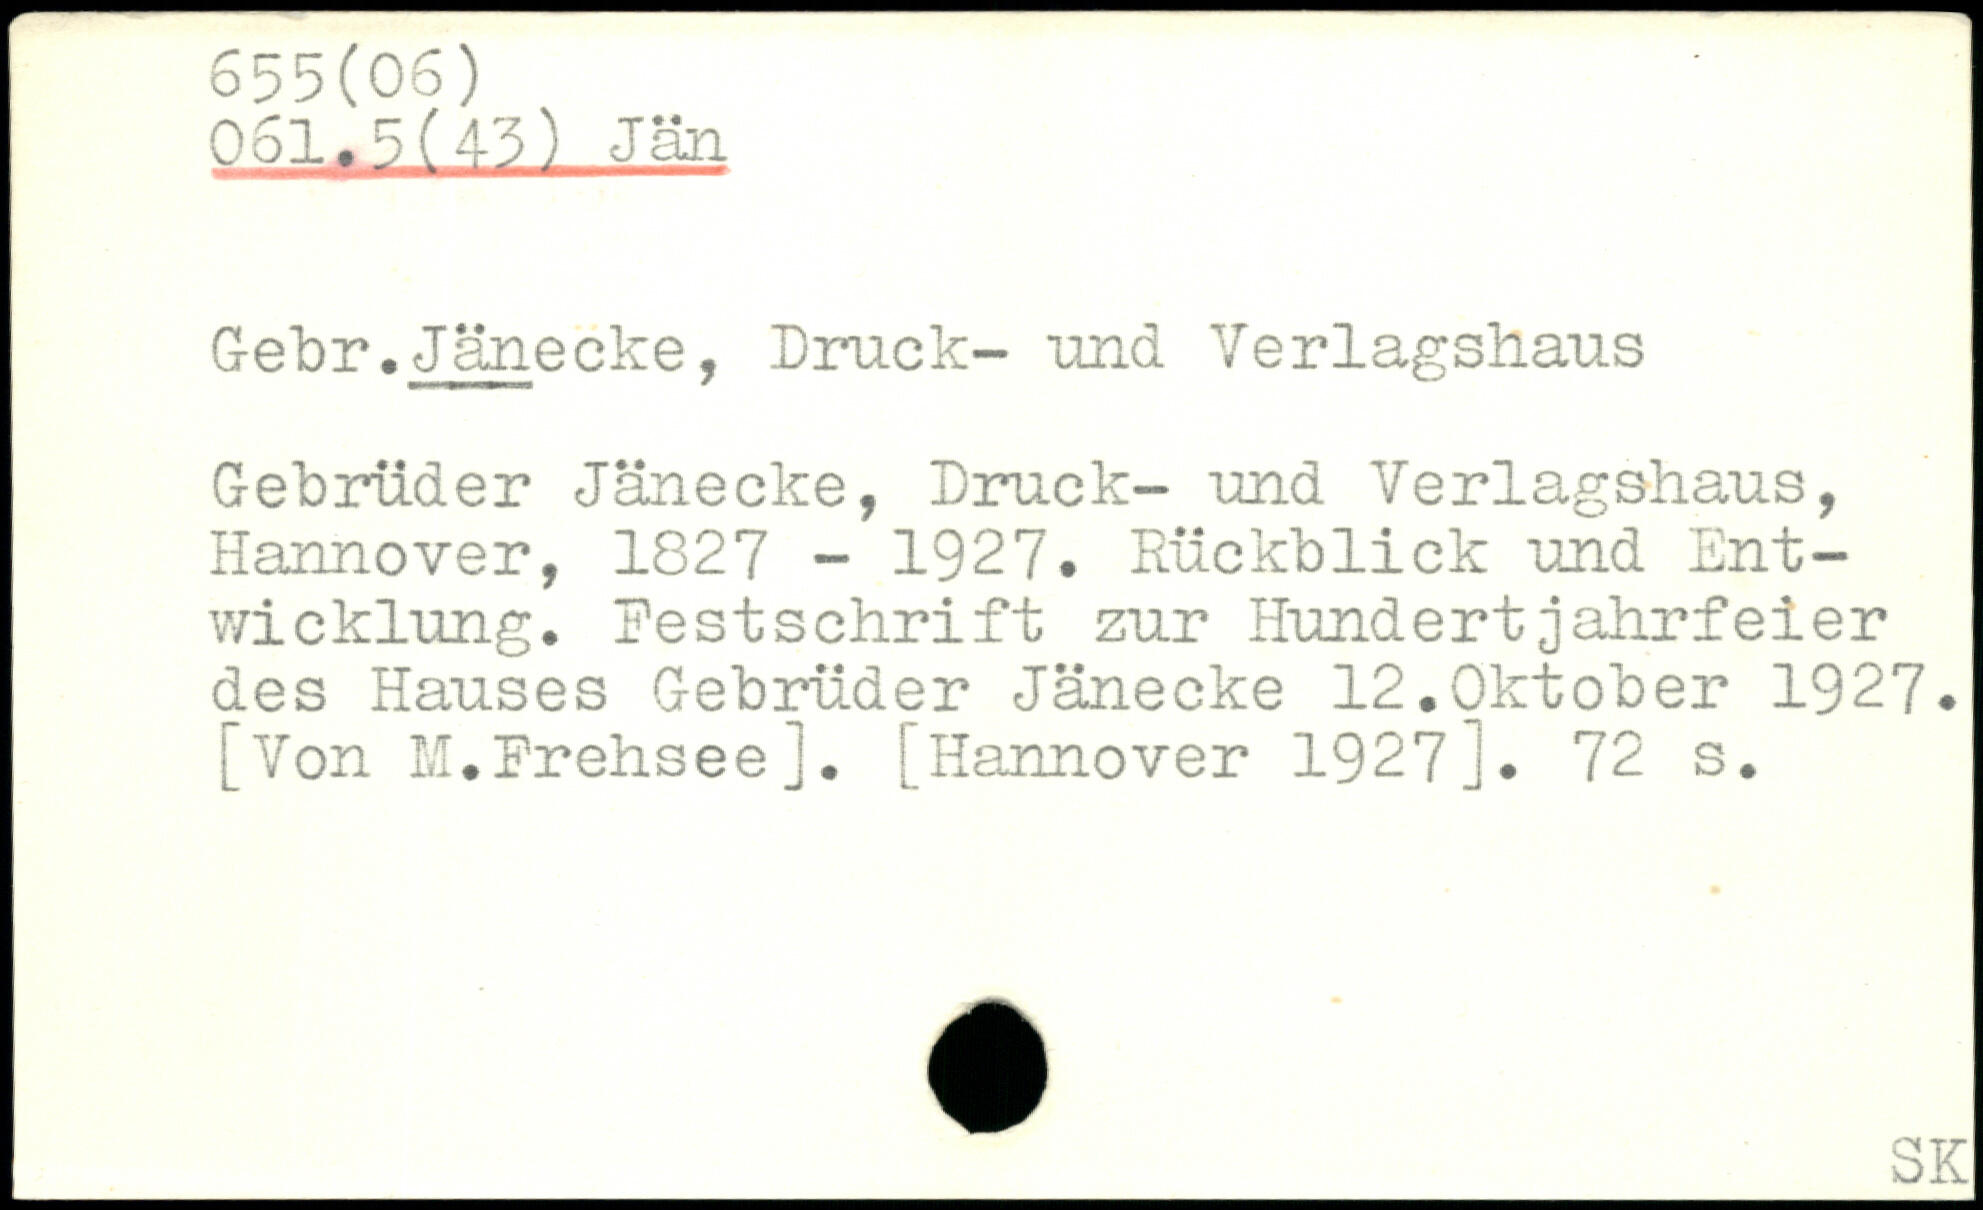 655(06)
061.5(43) Jän
Gebr.Jänecke, Druck- und Verlagshaus
Gebrüder Jänecke, Druck- und Verlagshaus,
Hannover, 1827 - 1927. Rückblick und Ent-
wicklung. Festschrift zur Hundertjahrfeier
des Hauses Gebrüder Jänecke 12.Oktober 1927.
[Von M.Frehsee]. [Hannover 1927]. 72 s.
SK